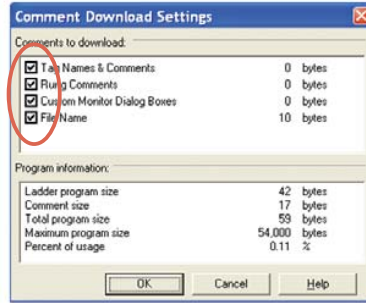 Comment Download Settings
Comments to download:
Tag Names & Comments 0 bytes
Rung Comments 0 bytes
Custom Monitor Dialog Boxes 0 bytes
File Name 10 bytes
Program information:
Ladder program size 42 bytes
Comment size 17 bytes
Total program size 59 bytes
Maximum program size 54,000 bytes
Percent of usage 0.11 %
OK Cancel Help